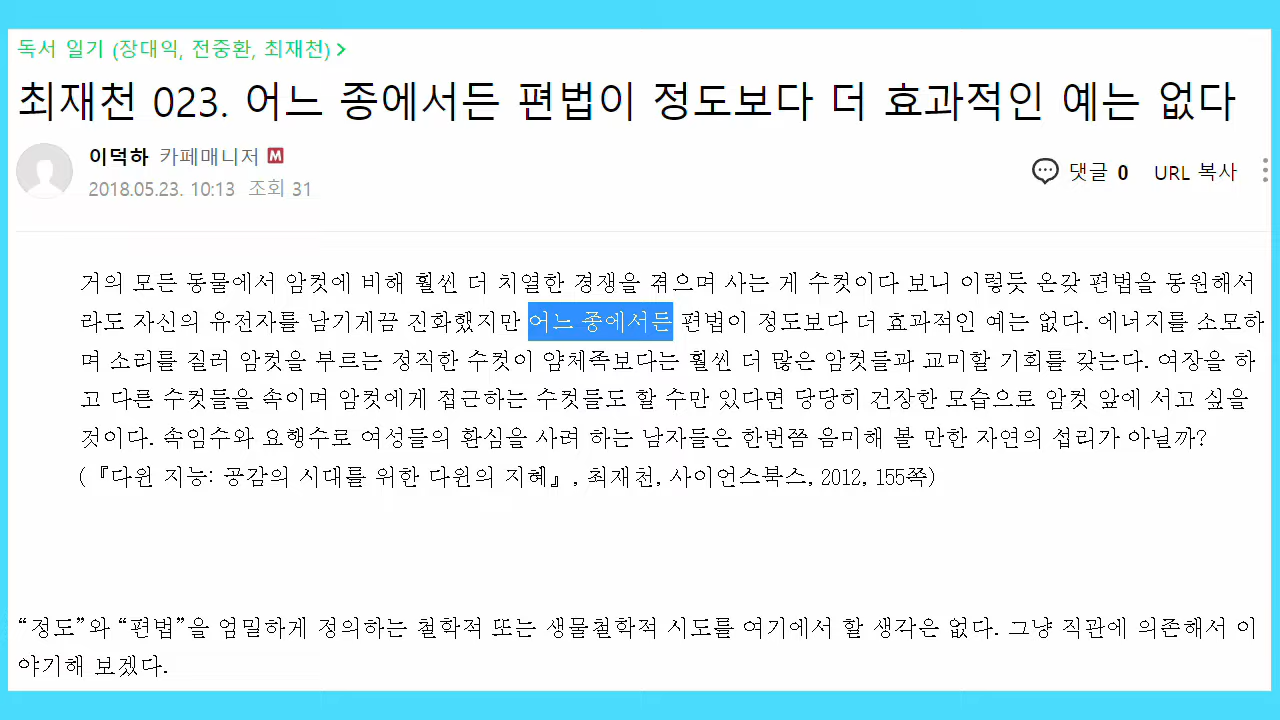 독서 일기 (장대익, 전중환, 최재천) >
최재천 023. 어느 종에서든 편법이 정도보다 더 효과적인 예는 없다
이덕하 카페매니저 M
2018.05.23. 10:13 조회 31
댓글 0 URL 복사
거의 모든 동물에서 암컷에 비해 훨씬 더 치열한 경쟁을 겪으며 사는 게 수컷이다 보니 이렇듯 온갖 편법을 동원해서
라도 자신의 유전자를 남기게끔 진화했지만 어느 종에서든 편법이 정도보다 더 효과적인 예는 없다. 에너지를 소모하
며 소리를 질러 암컷을 부르는 정직한 수컷이 얌체족보다는 훨씬 더 많은 암컷들과 교미할 기회를 갖는다. 여장을 하
고 다른 수컷들을 속이며 암컷에게 접근하는 수컷들도 할 수만 있다면 당당히 건장한 모습으로 암컷 앞에 서고 싶을
것이다. 속임수와 요행수로 여성들의 환심을 사려 하는 남자들은 한번쯤 음미해 볼 만한 자연의 섭리가 아닐까?
(『다윈 지능: 공감의 시대를 위한 다윈의 지혜』, 최재천, 사이언스북스, 2012, 155쪽)
“정도”와 “편법”을 엄밀하게 정의하는 철학적 또는 생물철학적 시도를 여기에서 할 생각은 없다. 그냥 직관에 의존해서 이
야기해 보겠다.